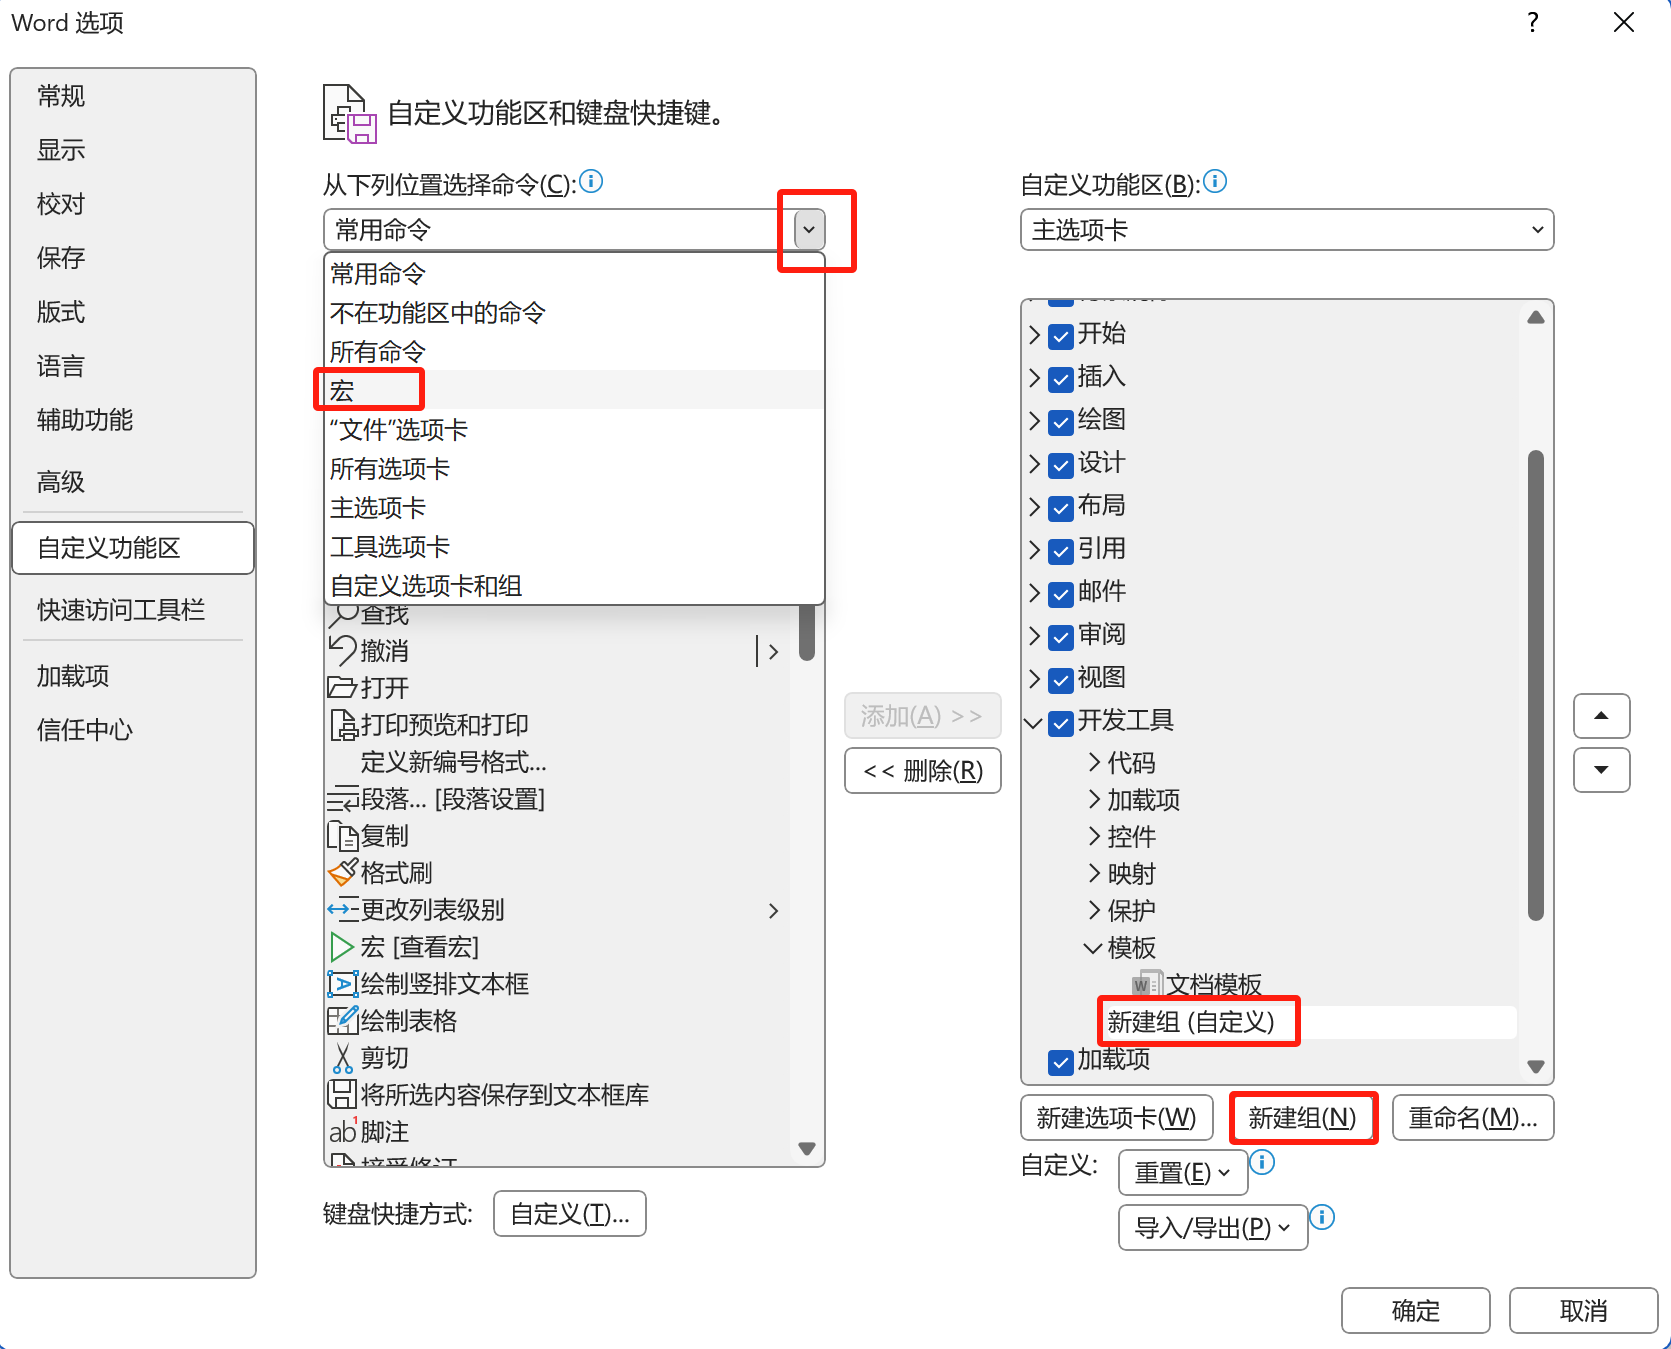 Word 选项
?
常规
显示
校对
保存
版式
语言
辅助功能
高级
自定义功能区
快速访问工具栏
加载项
信任中心
自定义功能区和键盘快捷键。
从下列位置选择命令(C):
常用命令
常用命令
不在功能区中的命令
所有命令
宏
“文件”选项卡
所有选项卡
主选项卡
工具选项卡
自定义选项卡和组
查找
撤消
打开
打印预览和打印
定义新编号格式...
段落... [段落设置]
复制
格式刷
更改列表级别
宏 [查看宏]
绘制竖排文本框
绘制表格
剪切
将所选内容保存到文本框库
脚注
接受修订
键盘快捷方式:
自定义(T)...
添加(A) >>
<< 删除(R)
自定义功能区(B):
主选项卡
开始
插入
绘图
设计
布局
引用
邮件
审阅
视图
开发工具
代码
加载项
控件
映射
保护
模板
文档模板
新建组 (自定义)
加载项
新建选项卡(W)
新建组(N)
重命名(M)...
自定义:
重置(E)
导入/导出(P)
确定
取消